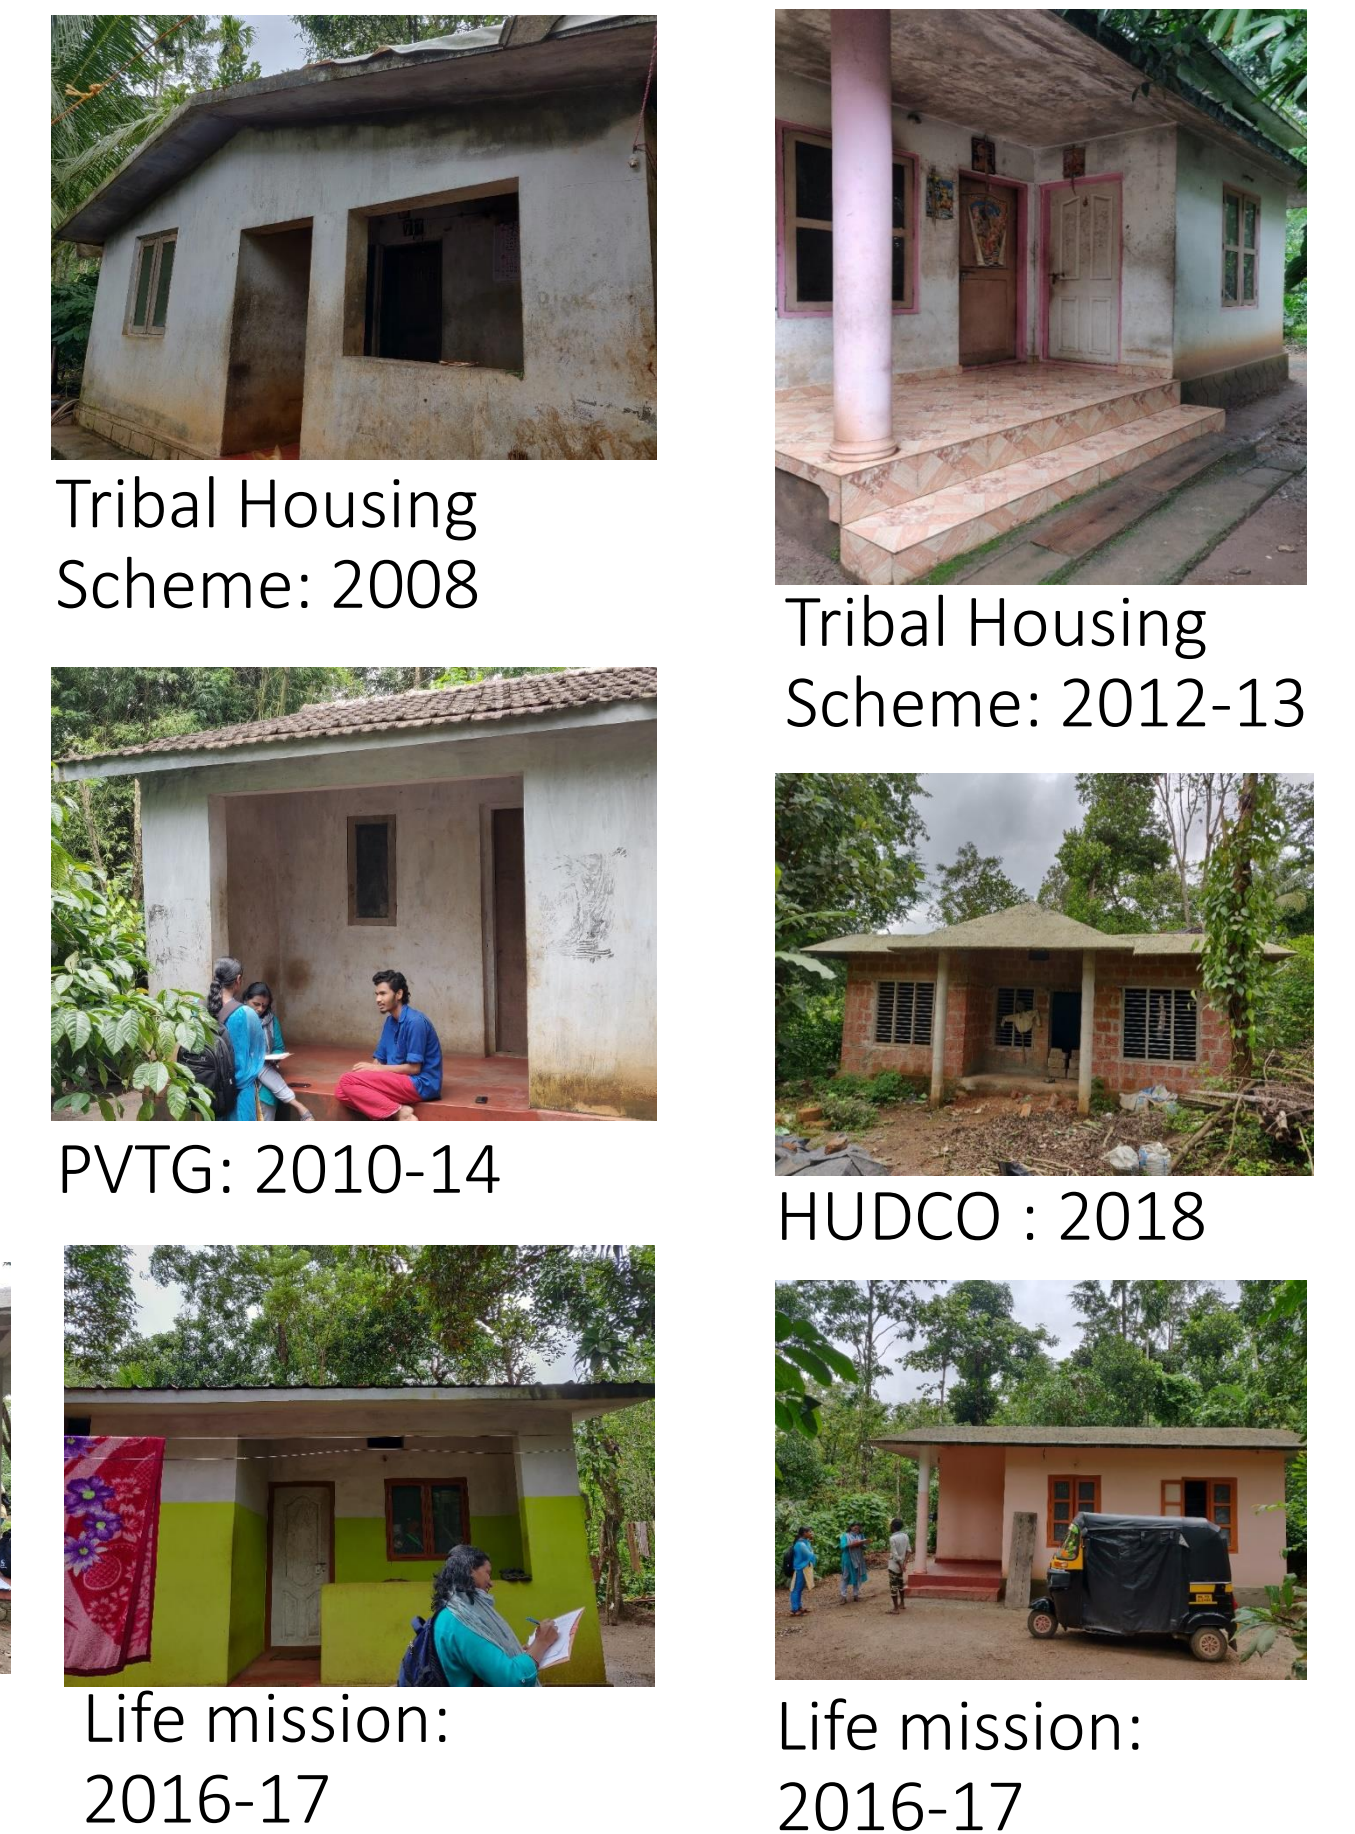 Tribal Housing
Scheme: 2008
Tribal Housing
Scheme: 2012-13
PVTG: 2010-14
HUDCO : 2018
Life mission:
2016-17
Life mission:
2016-17